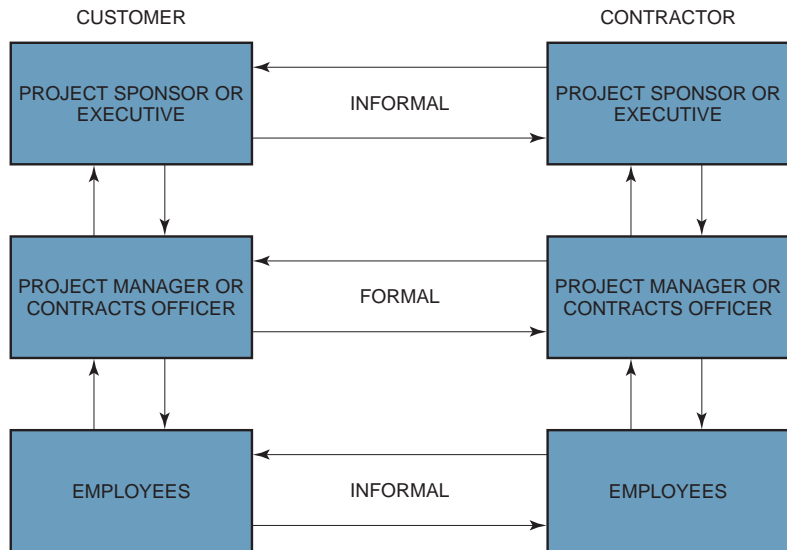 CUSTOMER
CONTRACTOR
PROJECT SPONSOR OR
EXECUTIVE
INFORMAL
PROJECT SPONSOR OR
EXECUTIVE
PROJECT MANAGER OR
CONTRACTS OFFICER
FORMAL
PROJECT MANAGER OR
CONTRACTS OFFICER
EMPLOYEES
INFORMAL
EMPLOYEES